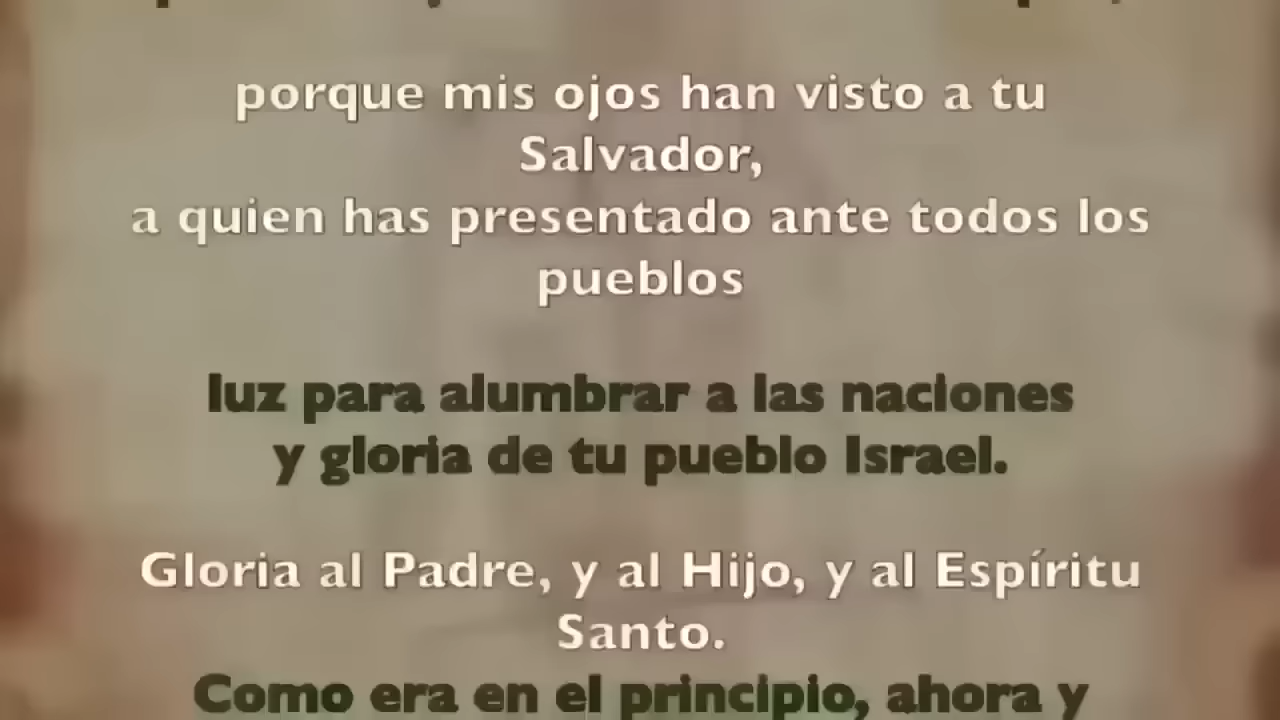 porque mis ojos han visto a tu
Salvador,
a quien has presentado ante todos los
pueblos
luz para alumbrar a las naciones
y gloria de tu pueblo Israel.
Gloria al Padre, y al Hijo, y al Espíritu
Santo.
Como era en el principio, ahora y